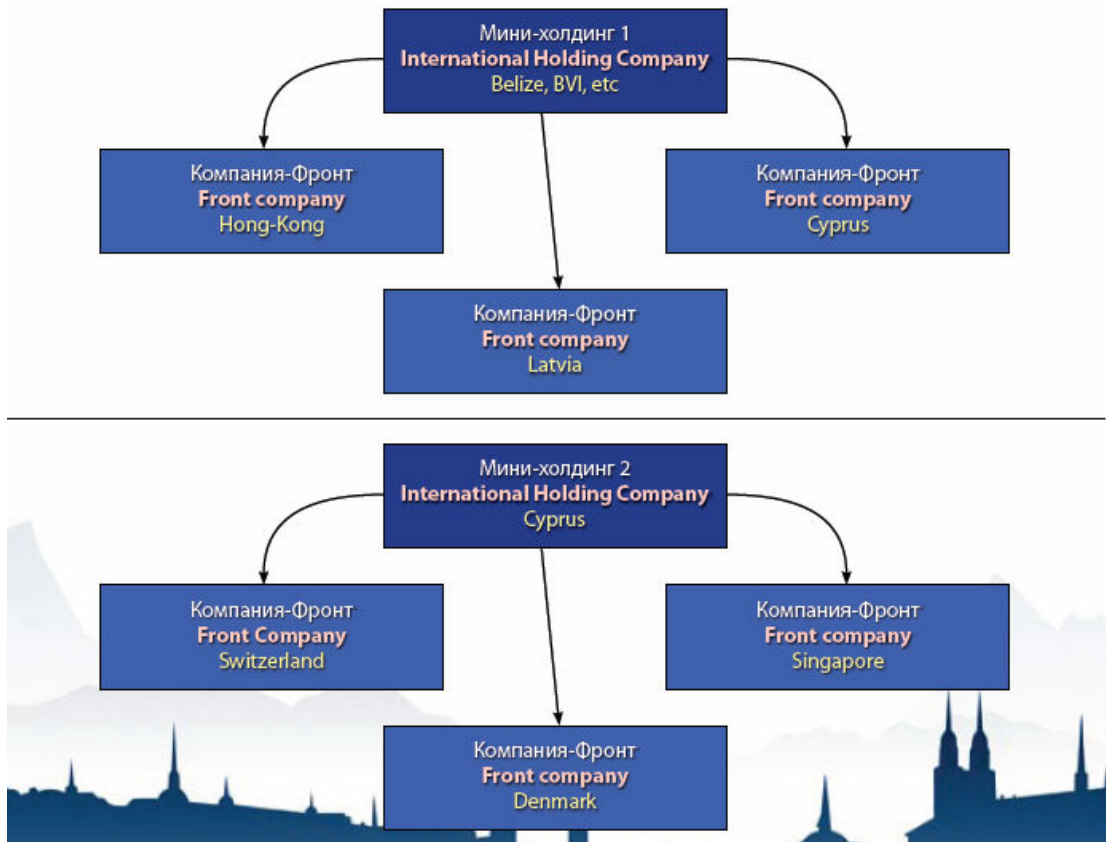 Мини-холдинг 1
International Holding Company
Belize, BVI, etc
Компания-Фронт
Front company
Hong-Kong
Компания-Фронт
Front company
Cyprus
Компания-Фронт
Front company
Latvia
Мини-холдинг 2
International Holding Company
Cyprus
Компания-Фронт
Front Company
Switzerland
Компания-Фронт
Front company
Singapore
Компания-Фронт
Front company
Denmark